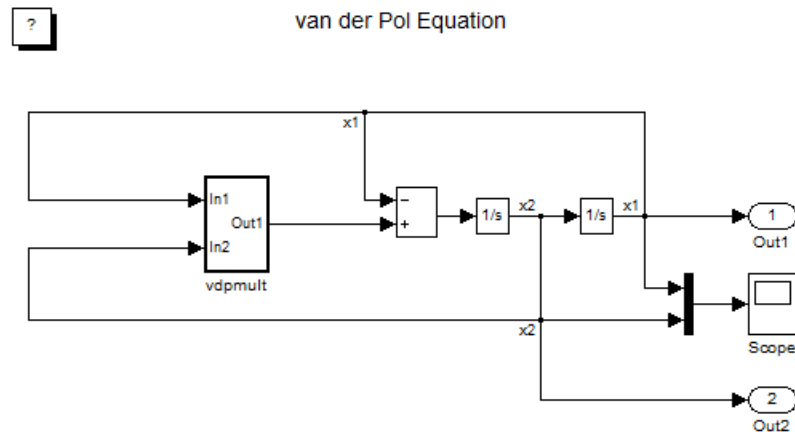 ?
van der Pol Equation
x1
In1
Out1
In2
vdpmult
−
+
1/s
x2
1/s
x1
1
Out1
x2
Scope
2
Out2